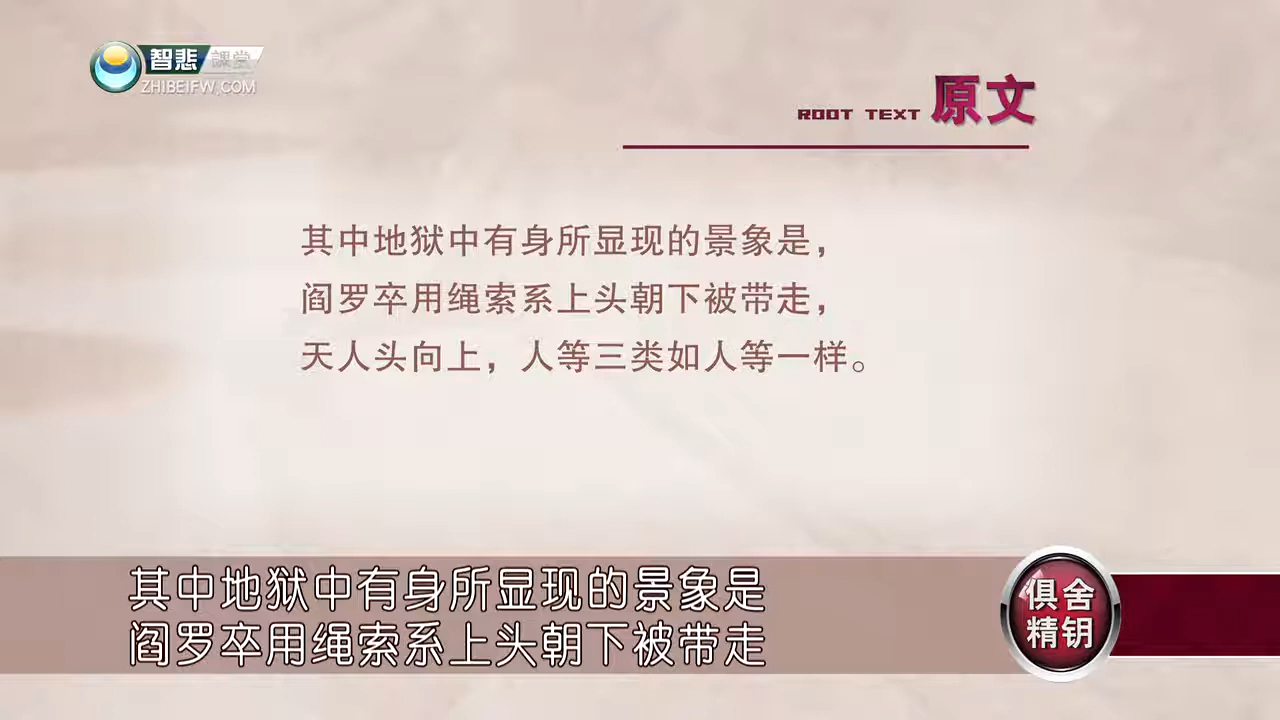 智悲課堂
ZHIBEIFW.COM
ROOT TEXT 原文
其中地狱中有身所显现的景象是，
阎罗卒用绳索系上头朝下被带走，
天人头向上，人等三类如人等一样。
其中地狱中有身所显现的景象是
阎罗卒用绳索系上头朝下被带走
俱舍
精钥